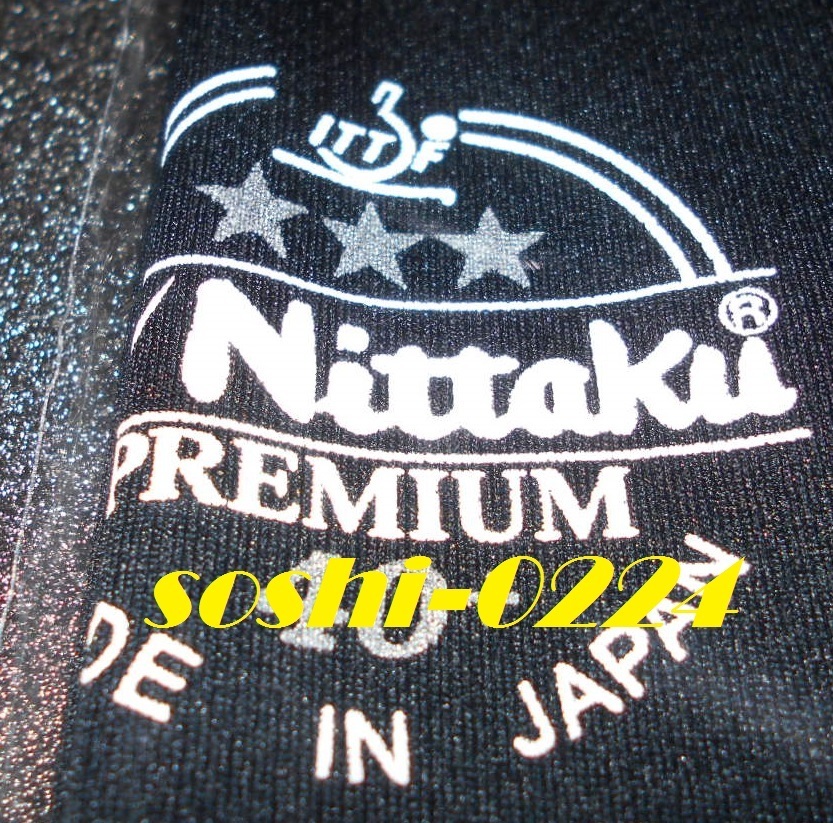 ITTF
Nittaku ®
PREMIUM
40+
soshi-0224
DE IN JAPAN